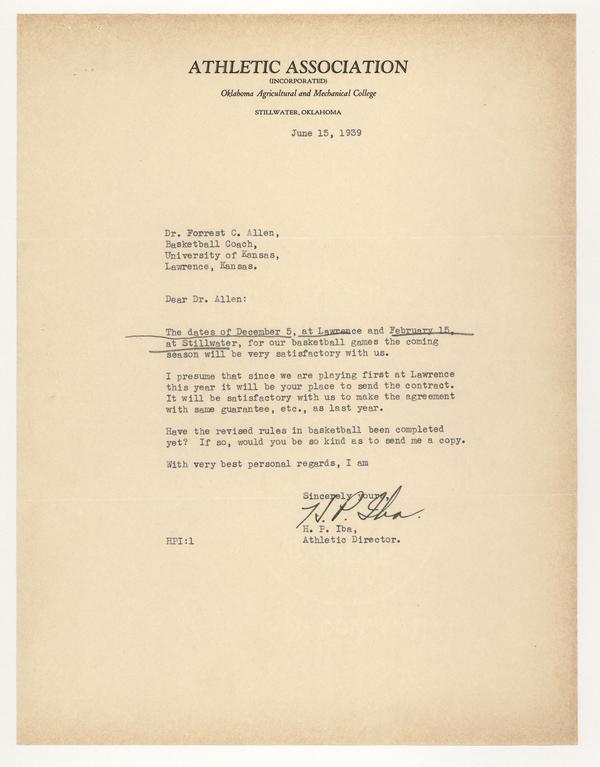 ATHLETIC ASSOCIATION
(INCORPORATED)
Oklahoma Agricultural and Mechanical College
STILLWATER, OKLAHOMA
June 15, 1939
Dr. Forrest C. Allen,
Basketball Coach,
University of Kansas,
Lawrence, Kansas.
Dear Dr. Allen:
The dates of December 5, at Lawrence and February 15,
at Stillwater, for our basketball games the coming
season will be very satisfactory with us.
I presume that since we are playing first at Lawrence
this year it will be your place to send the contract.
It will be satisfactory with us to make the agreement
with same guarantee, etc., as last year.
Have the revised rules in basketball been completed
yet? If so, would you be so kind as to send me a copy.
With very best personal regards, I am
Sincerely yours,
H. P. Iba.
H. P. Iba,
HPI:l Athletic Director.